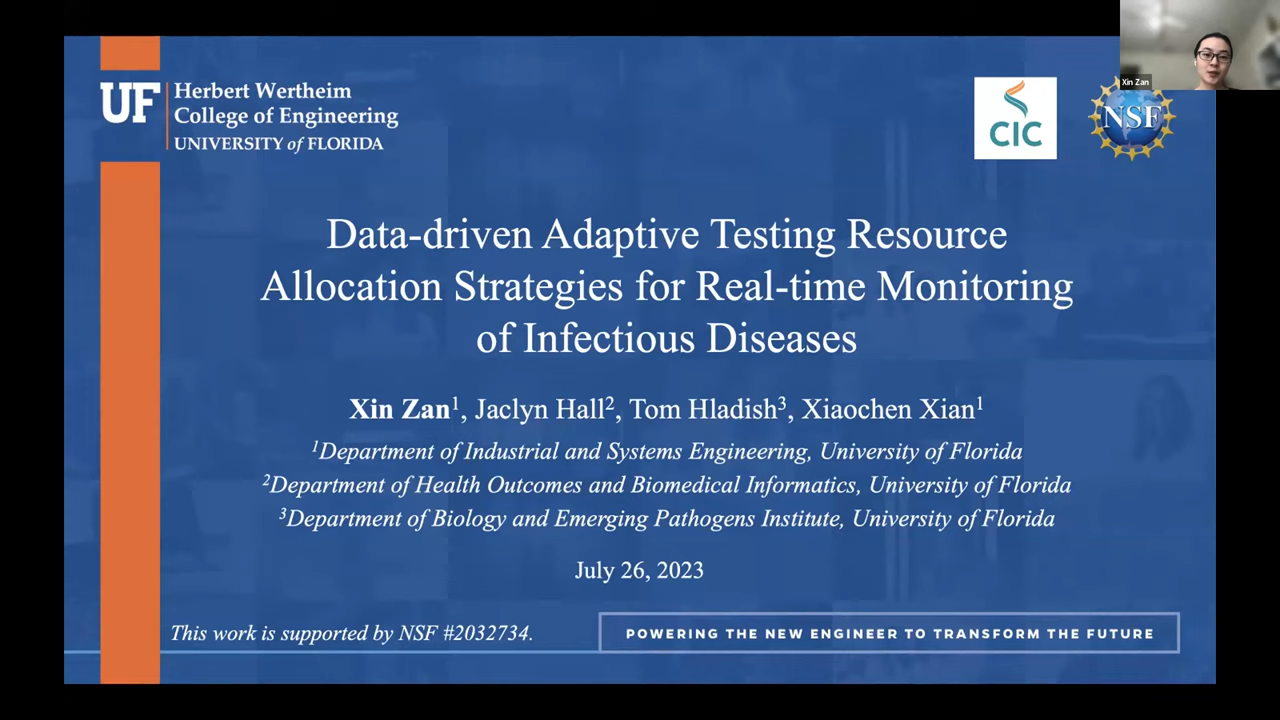 UF
Herbert Wertheim
College of Engineering
UNIVERSITY of FLORIDA
CIC
NSF
Xin Zan
Data-driven Adaptive Testing Resource
Allocation Strategies for Real-time Monitoring
of Infectious Diseases
Xin Zan¹, Jaclyn Hall², Tom Hladish³, Xiaochen Xian¹
¹Department of Industrial and Systems Engineering, University of Florida
²Department of Health Outcomes and Biomedical Informatics, University of Florida
³Department of Biology and Emerging Pathogens Institute, University of Florida
July 26, 2023
This work is supported by NSF #2032734.
POWERING THE NEW ENGINEER TO TRANSFORM THE FUTURE